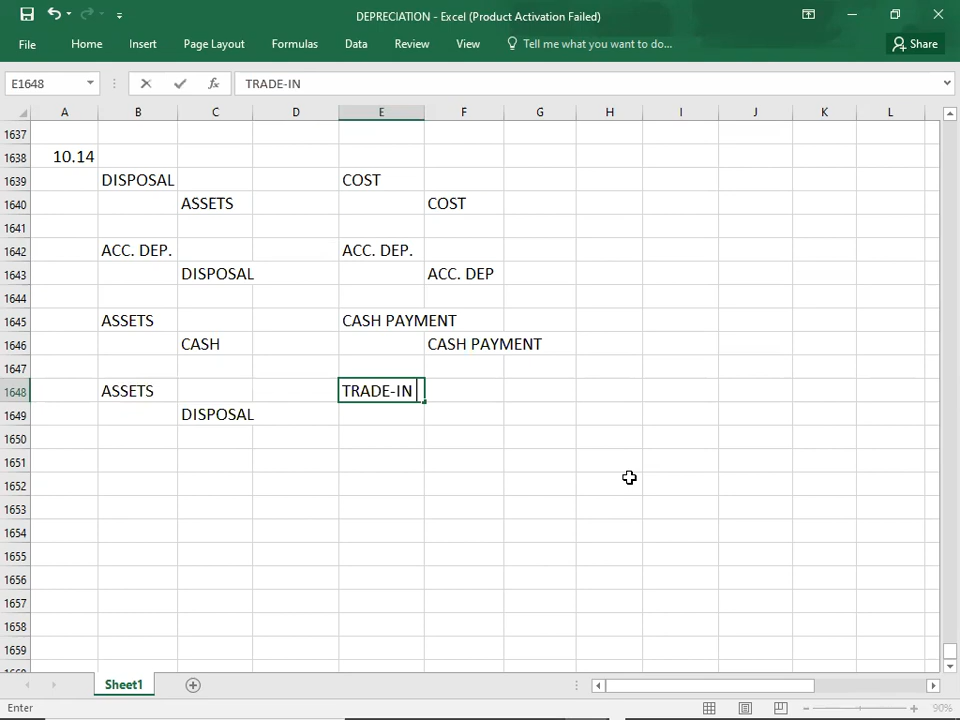 DEPRECIATION - Excel (Product Activation Failed)
File Home Insert Page Layout Formulas Data Review View Tell me what you want to do... Share
E1648 fx TRADE-IN
A B C D E F G H I J K L
1637
1638 10.14
1639 DISPOSAL COST
1640 ASSETS COST
1641
1642 ACC. DEP. ACC. DEP.
1643 DISPOSAL ACC. DEP
1644
1645 ASSETS CASH PAYMENT
1646 CASH CASH PAYMENT
1647
1648 ASSETS TRADE-IN
1649 DISPOSAL
1650
1651
1652
1653
1654
1655
1656
1657
1658
1659
Sheet1
Enter 90%